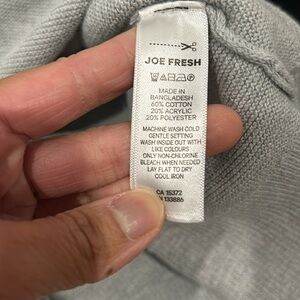 JOE FRESH
MADE IN
BANGLADESH
60% COTTON
20% ACRYLIC
20% POLYESTER
MACHINE WASH COLD
GENTLE SETTING
WASH INSIDE OUT WITH
LIKE COLOURS
ONLY NON-CHLORINE
BLEACH WHEN NEEDED
LAY FLAT TO DRY
COOL IRON
CA 15372
133886